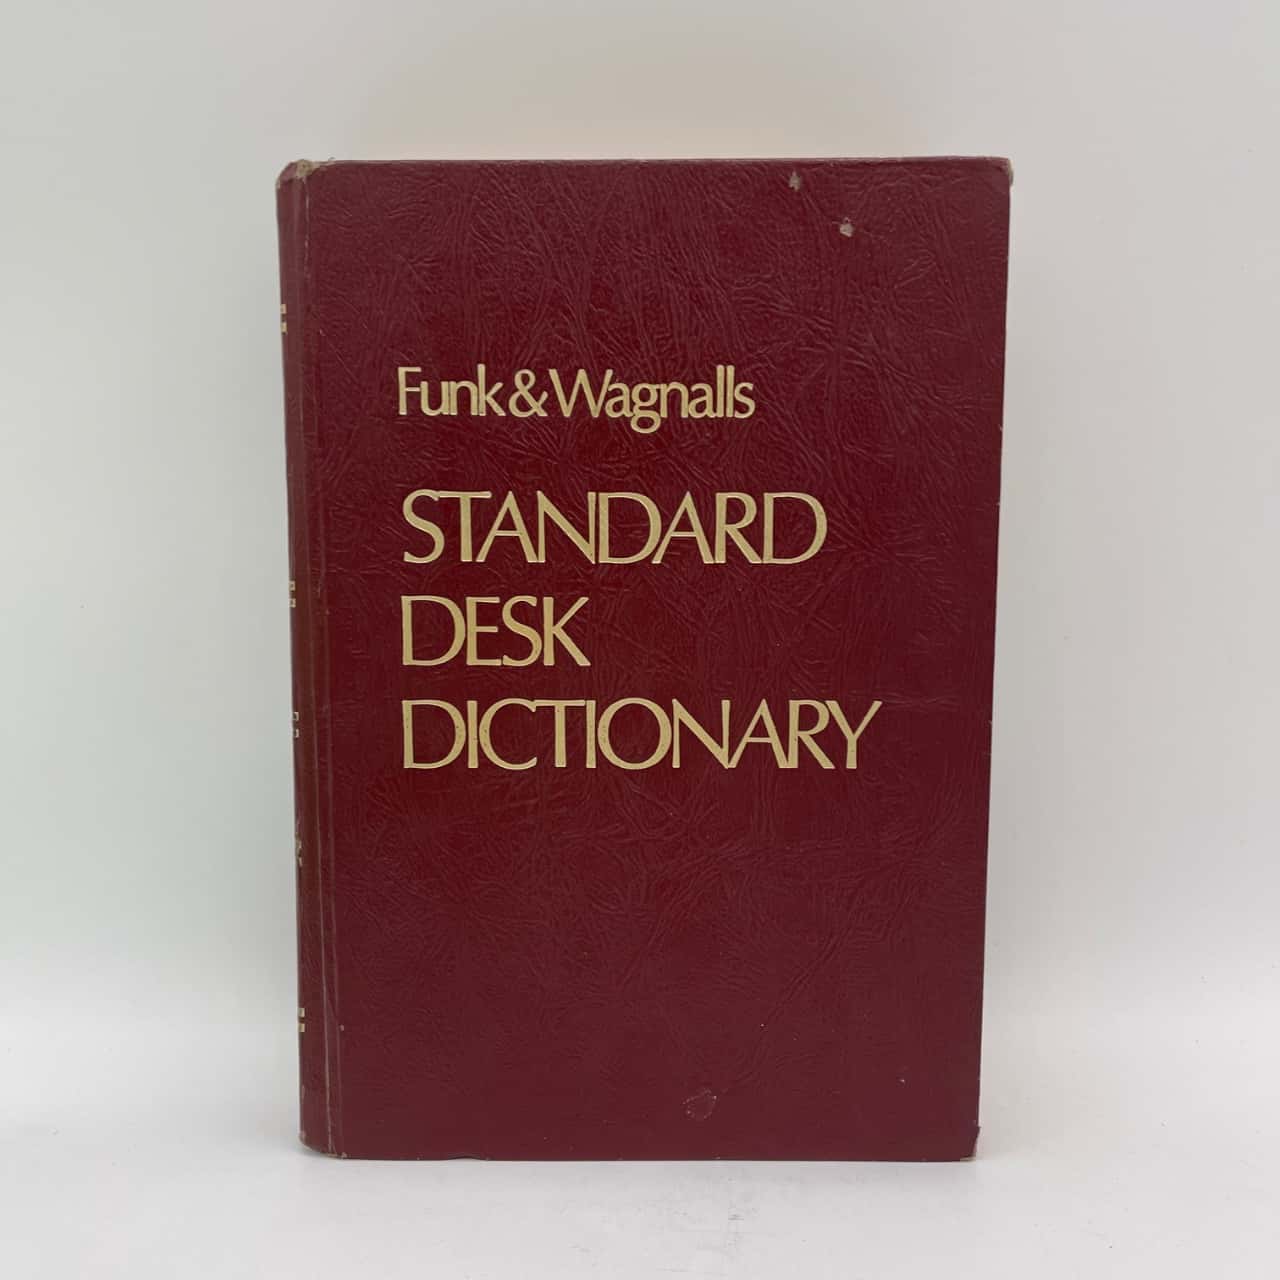 Funk & Wagnalls
STANDARD
DESK
DICTIONARY